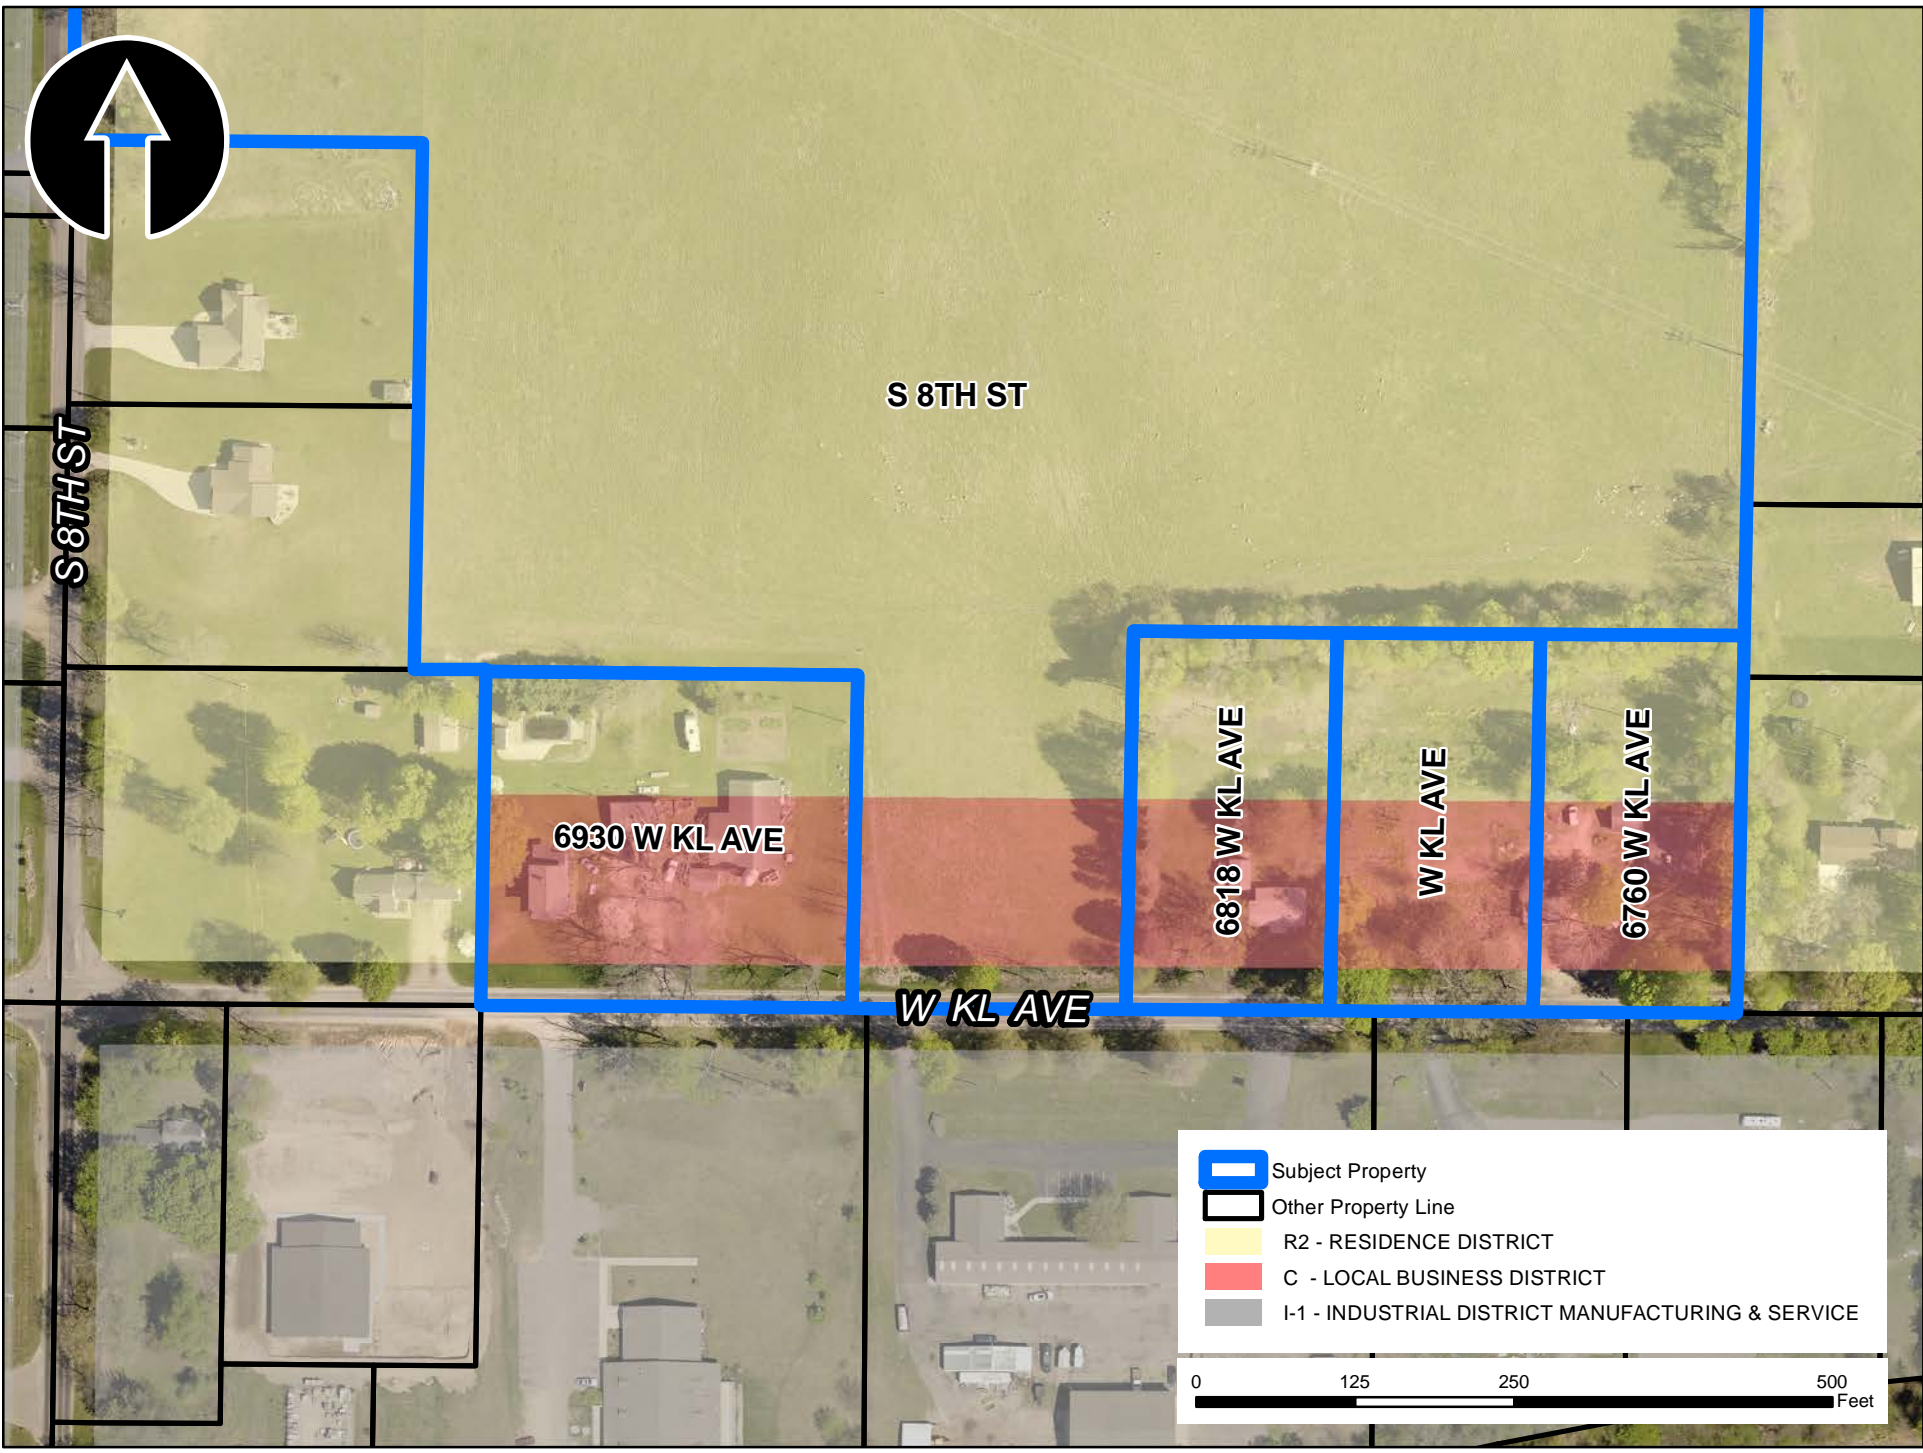 S 8TH ST
S 8TH ST
6930 W KL AVE
6818 W KL AVE
W KL AVE
6760 W KL AVE
W KL AVE
Subject Property
Other Property Line
R2 - RESIDENCE DISTRICT
C - LOCAL BUSINESS DISTRICT
I-1 - INDUSTRIAL DISTRICT MANUFACTURING & SERVICE
0 125 250 500
Feet